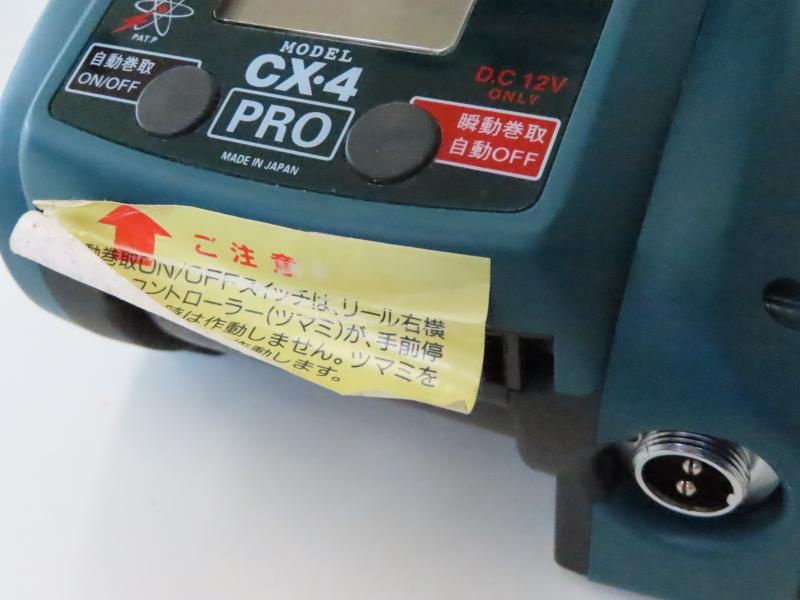 PAT.P
自動巻取
ON/OFF
MODEL
CX・4
PRO
MADE IN JAPAN
D.C 12V
ONLY
瞬動巻取
自動OFF
ご注意
動巻取ON/OFFスイッチは、リール右横
コントローラー(ツマミ)が、手前停
時は作動しません。ツマミを
動します。